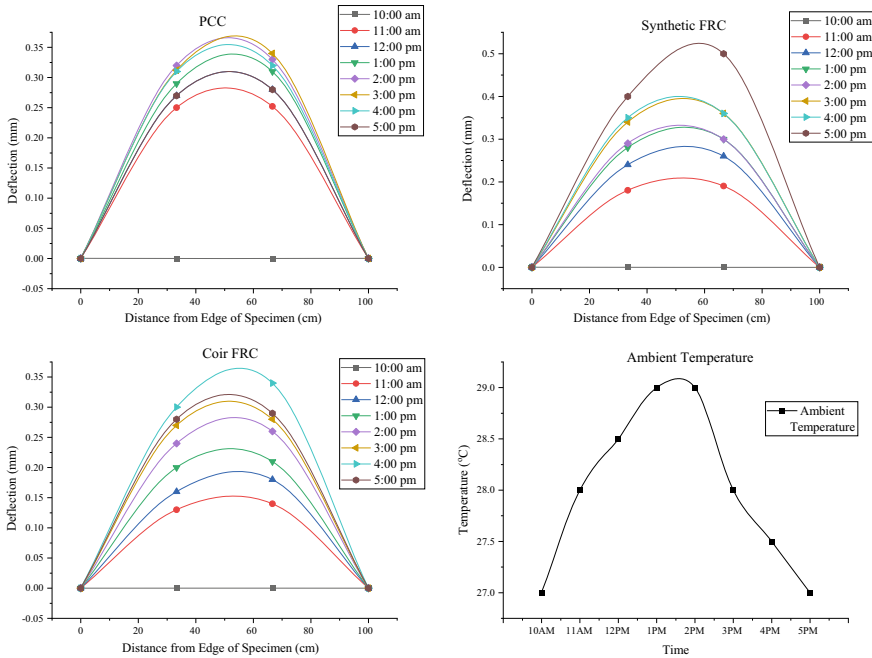 PCC
0.35
0.30
0.25
0.20
0.15
0.10
0.05
0.00
-0.05
Deflection (mm)
0
20
40
60
80
100
Distance from Edge of Specimen (cm)
10:00 am
11:00 am
12:00 pm
1:00 pm
2:00 pm
3:00 pm
4:00 pm
5:00 pm
Synthetic FRC
0.5
0.4
0.3
0.2
0.1
0.0
Deflection (mm)
0
20
40
60
80
100
Distance from Edge of Specimen (cm)
10:00 am
11:00 am
12:00 pm
1:00 pm
2:00 pm
3:00 pm
4:00 pm
5:00 pm
Coir FRC
0.35
0.30
0.25
0.20
0.15
0.10
0.05
0.00
-0.05
Deflection (mm)
0
20
40
60
80
100
Distance from Edge of Specimen (cm)
10:00 am
11:00 am
12:00 pm
1:00 pm
2:00 pm
3:00 pm
4:00 pm
5:00 pm
Ambient Temperature
29.0
28.5
28.0
27.5
27.0
Temperature (°C)
10AM
11AM
12PM
1PM
2PM
3PM
4PM
5PM
Time
Ambient
Temperature